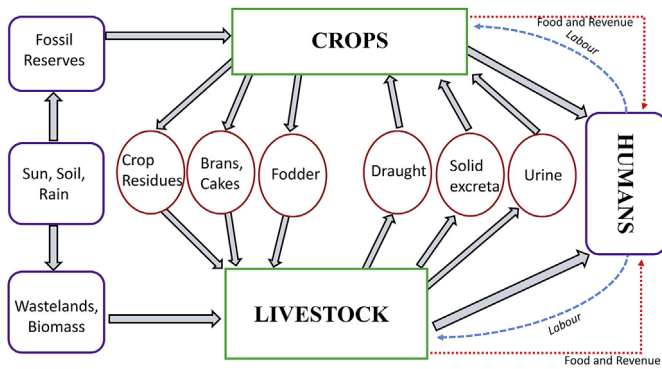 Fossil
Reserves
CROPS
Food and Revenue
Labour
Sun, Soil,
Rain
Crop
Residues
Brans,
Cakes
Fodder
Draught
Solid
excreta
Urine
HUMANS
Wastelands,
Biomass
LIVESTOCK
Labour
Food and Revenue